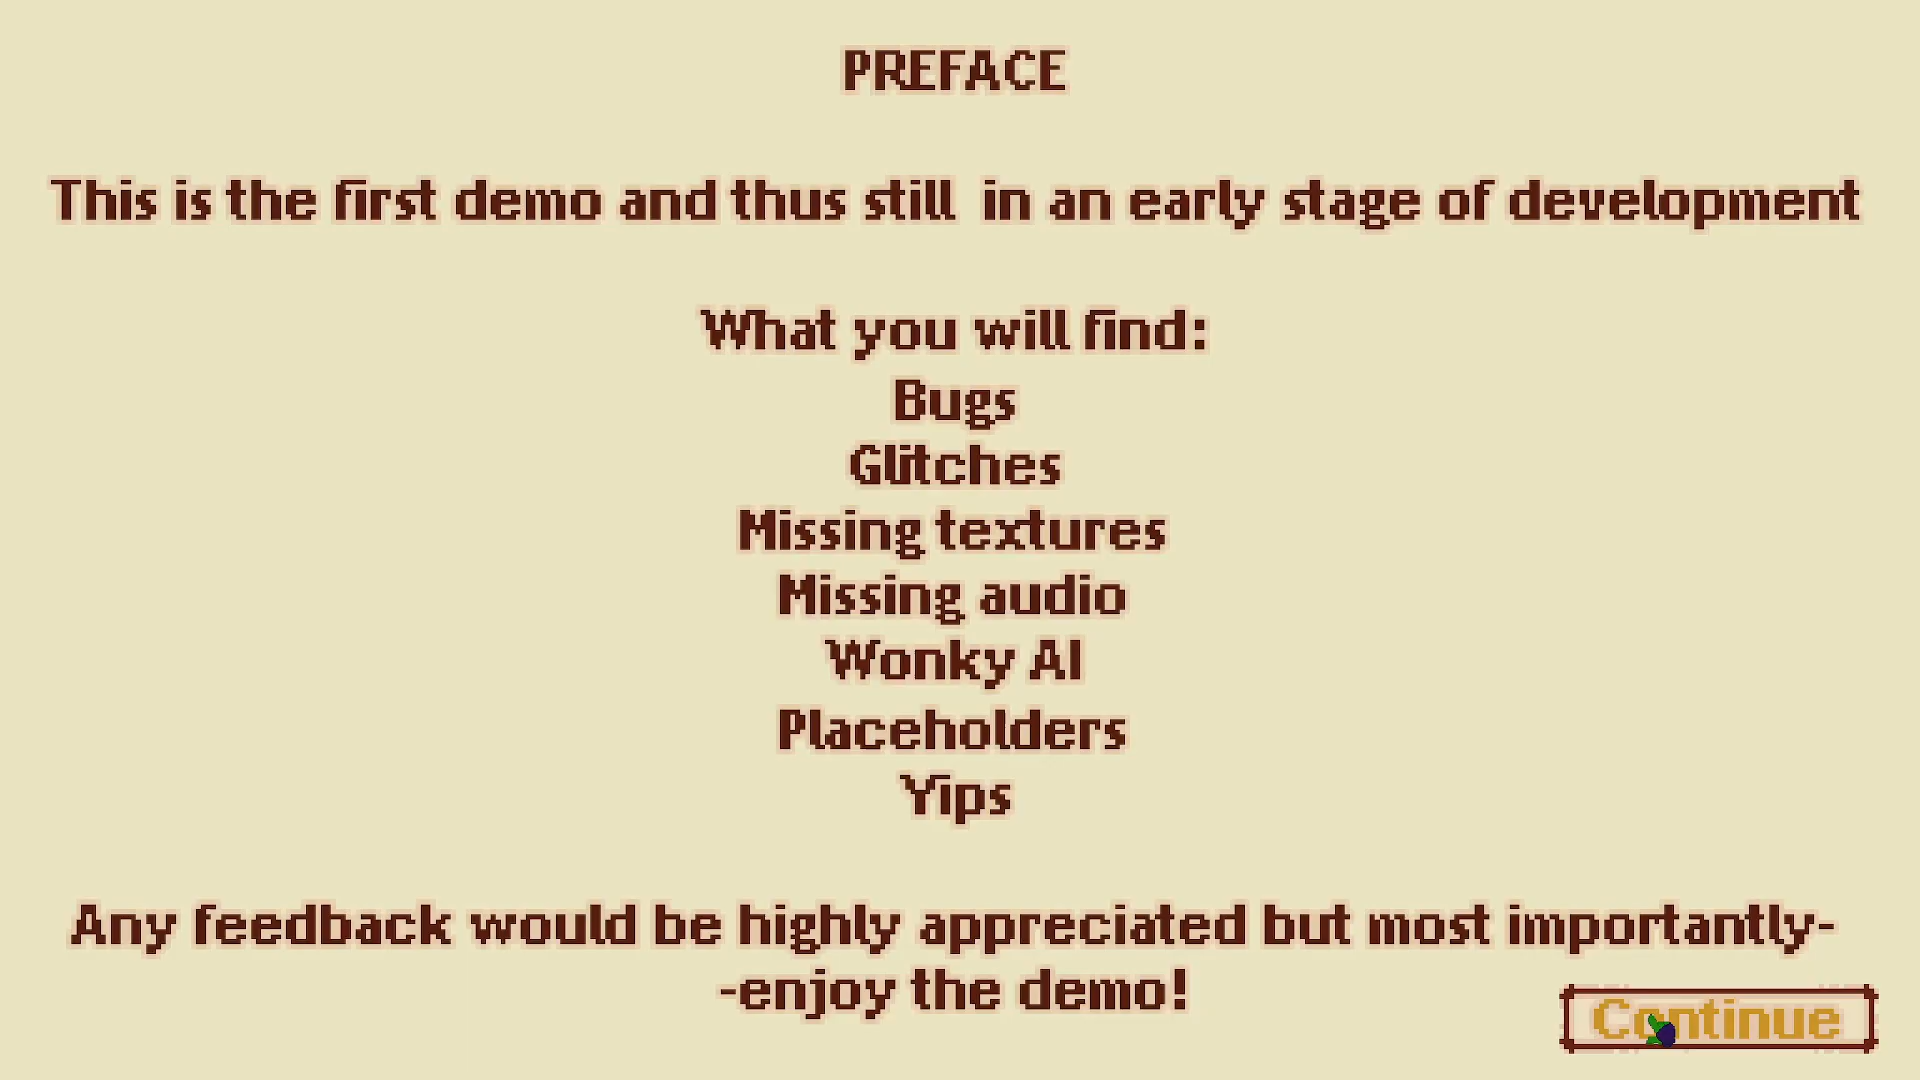 PREFACE
This is the first demo and thus still in an early stage of development
What you will find:
Bugs
Glitches
Missing textures
Missing audio
Wonky AI
Placeholders
Yips
Any feedback would be highly appreciated but most importantly-
-enjoy the demo!
Continue